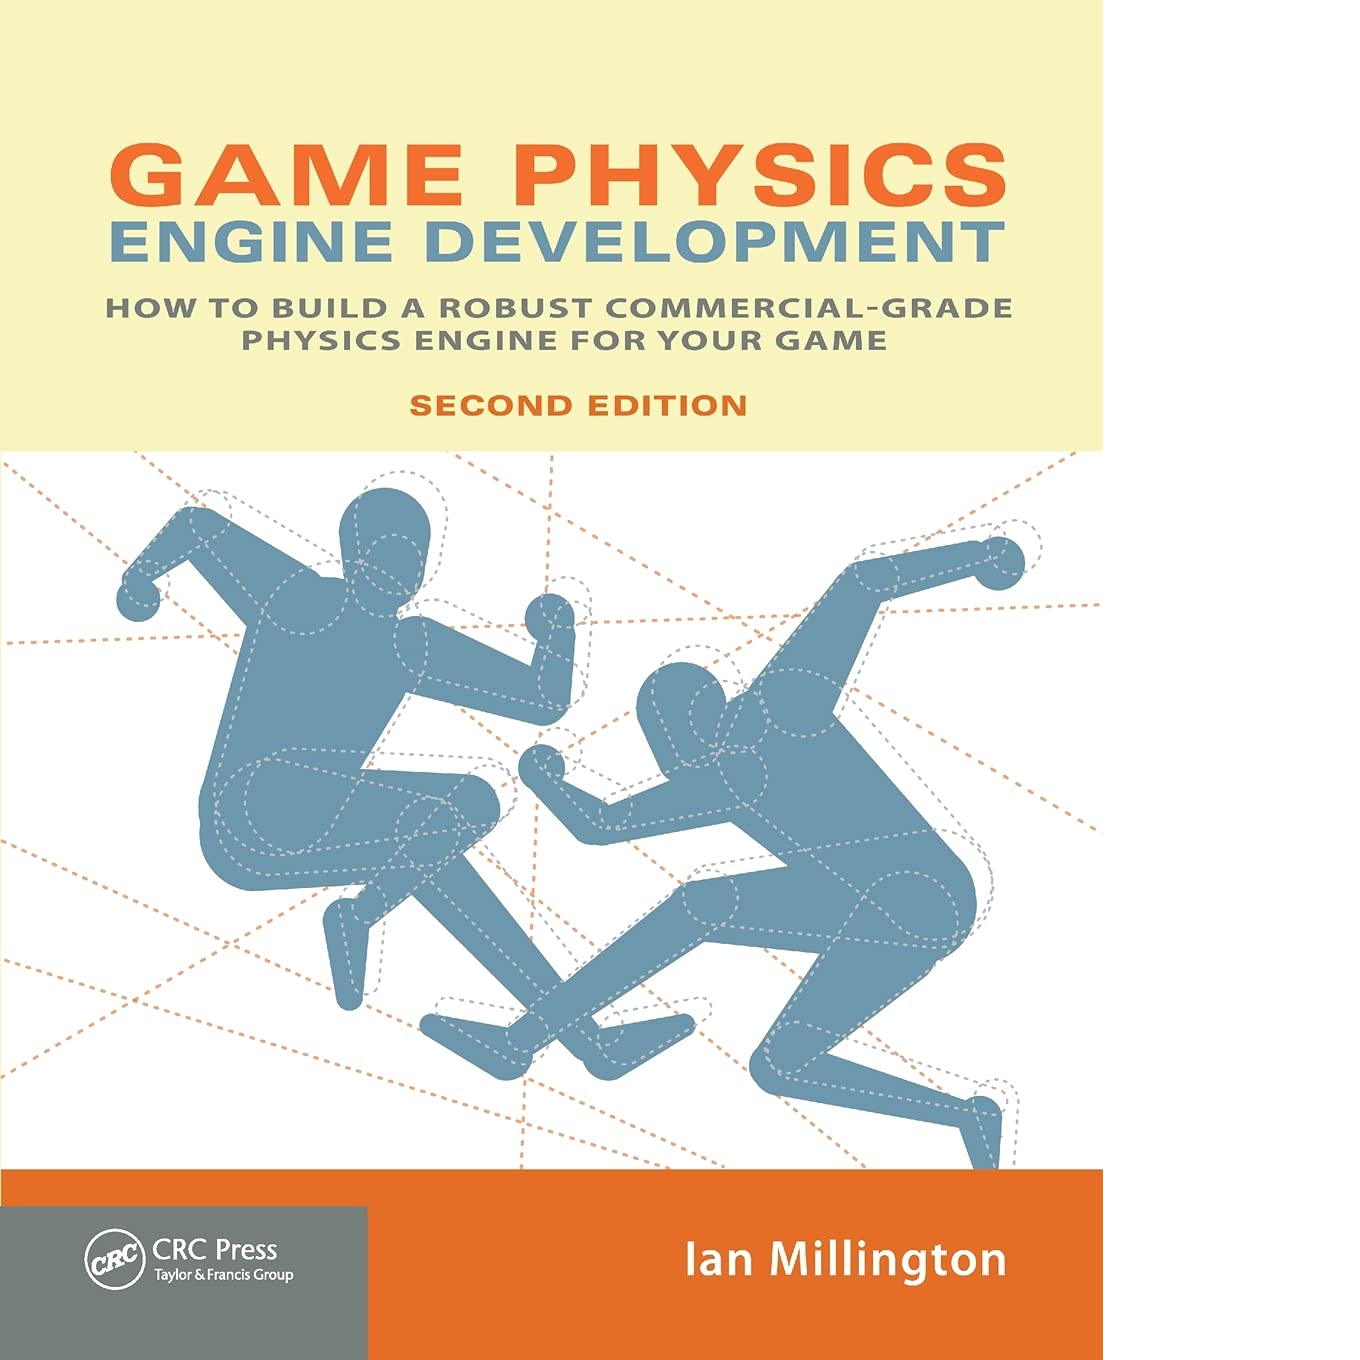 GAME PHYSICS
ENGINE DEVELOPMENT
HOW TO BUILD A ROBUST COMMERCIAL-GRADE
PHYSICS ENGINE FOR YOUR GAME
SECOND EDITION
CRC CRC Press
Taylor & Francis Group
Ian Millington